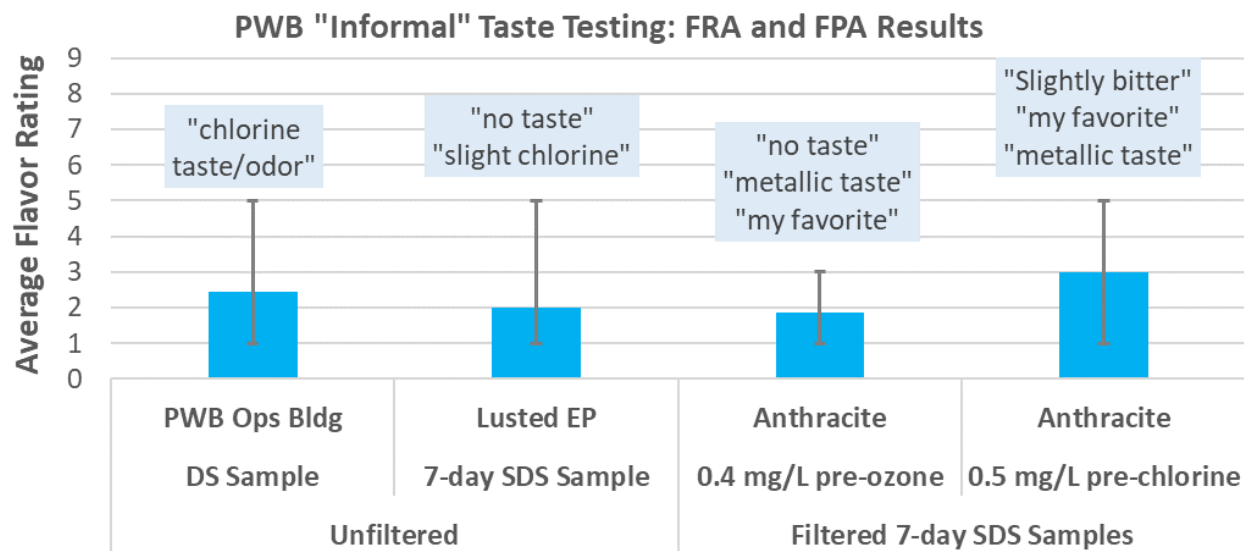 PWB "Informal" Taste Testing: FRA and FPA Results
Average Flavor Rating
9
8
7
6
5
4
3
2
1
0
"chlorine
taste/odor"
"no taste"
"slight chlorine"
"no taste"
"metallic taste"
"my favorite"
"Slightly bitter"
"my favorite"
"metallic taste"
PWB Ops Bldg
Lusted EP
Anthracite
Anthracite
DS Sample
7-day SDS Sample
0.4 mg/L pre-ozone
0.5 mg/L pre-chlorine
Unfiltered
Filtered 7-day SDS Samples